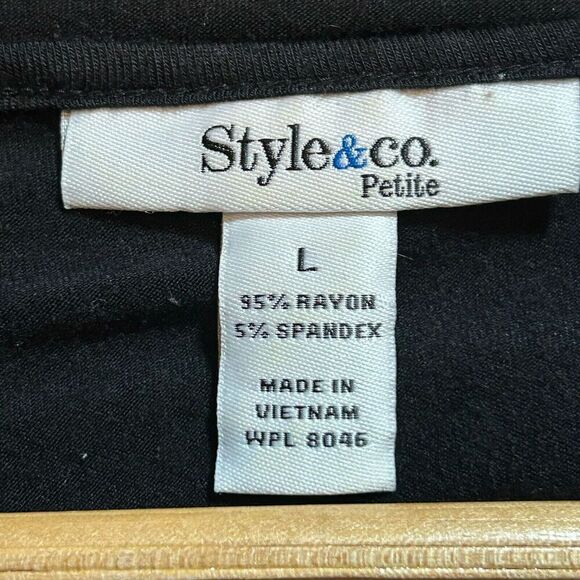 Style&co.
Petite
L
95% RAYON
5% SPANDEX
MADE IN
VIETNAM
WPL 8046